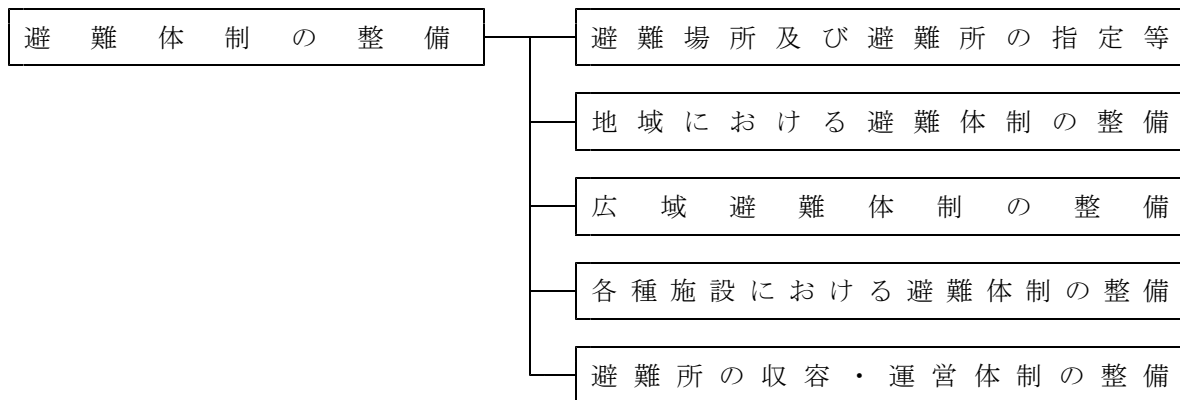 避難体制の整備
避難場所及び避難所の指定等
地域における避難体制の整備
広域避難体制の整備
各種施設における避難体制の整備
避難所の収容・運営体制の整備